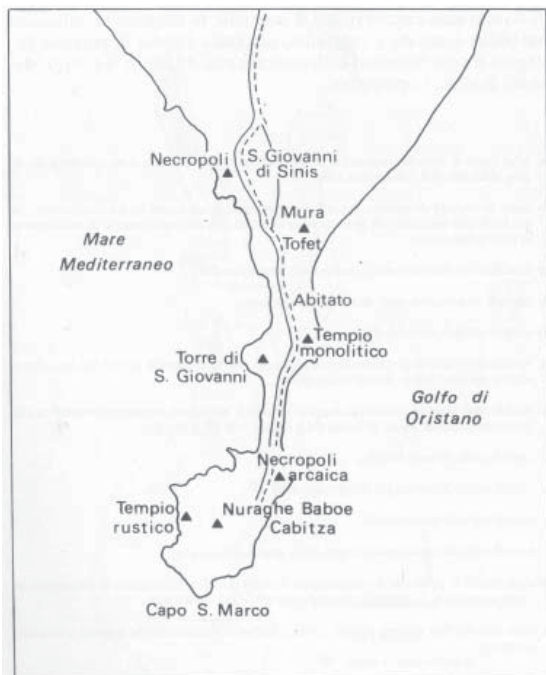 Necropoli
S. Giovanni
di Sinis
Mura
Tofet
Mare
Mediterraneo
Abitato
Tempio
monolitico
Torre di
S. Giovanni
Golfo di
Oristano
Necropoli
arcaica
Tempio
rustico
Nuraghe Baboe
Cabitza
Capo S. Marco